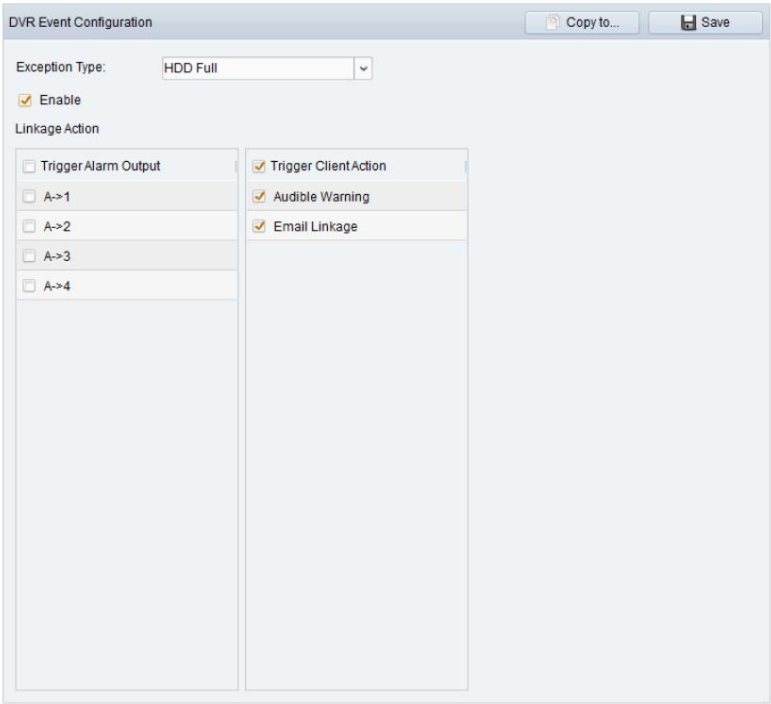 DVR Event Configuration
Copy to...
Save
Exception Type:
HDD Full
Enable
Linkage Action
Trigger Alarm Output
A->1
A->2
A->3
A->4
Trigger Client Action
Audible Warning
Email Linkage